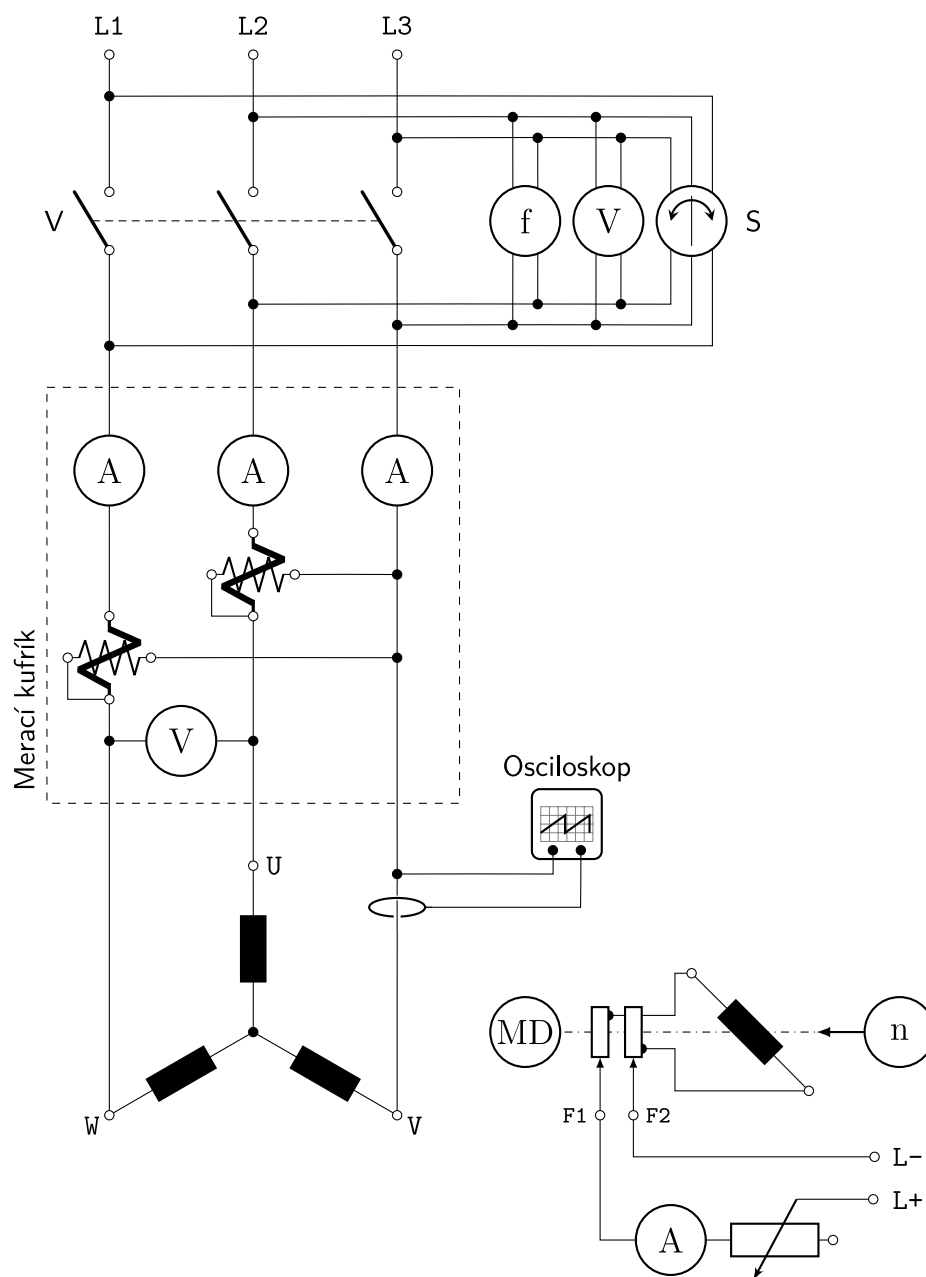 L1 L2 L3
V f V S
A A A
Merací kufrík
V
Osciloskop
U
MD n
W V F1 F2
L-
L+
A